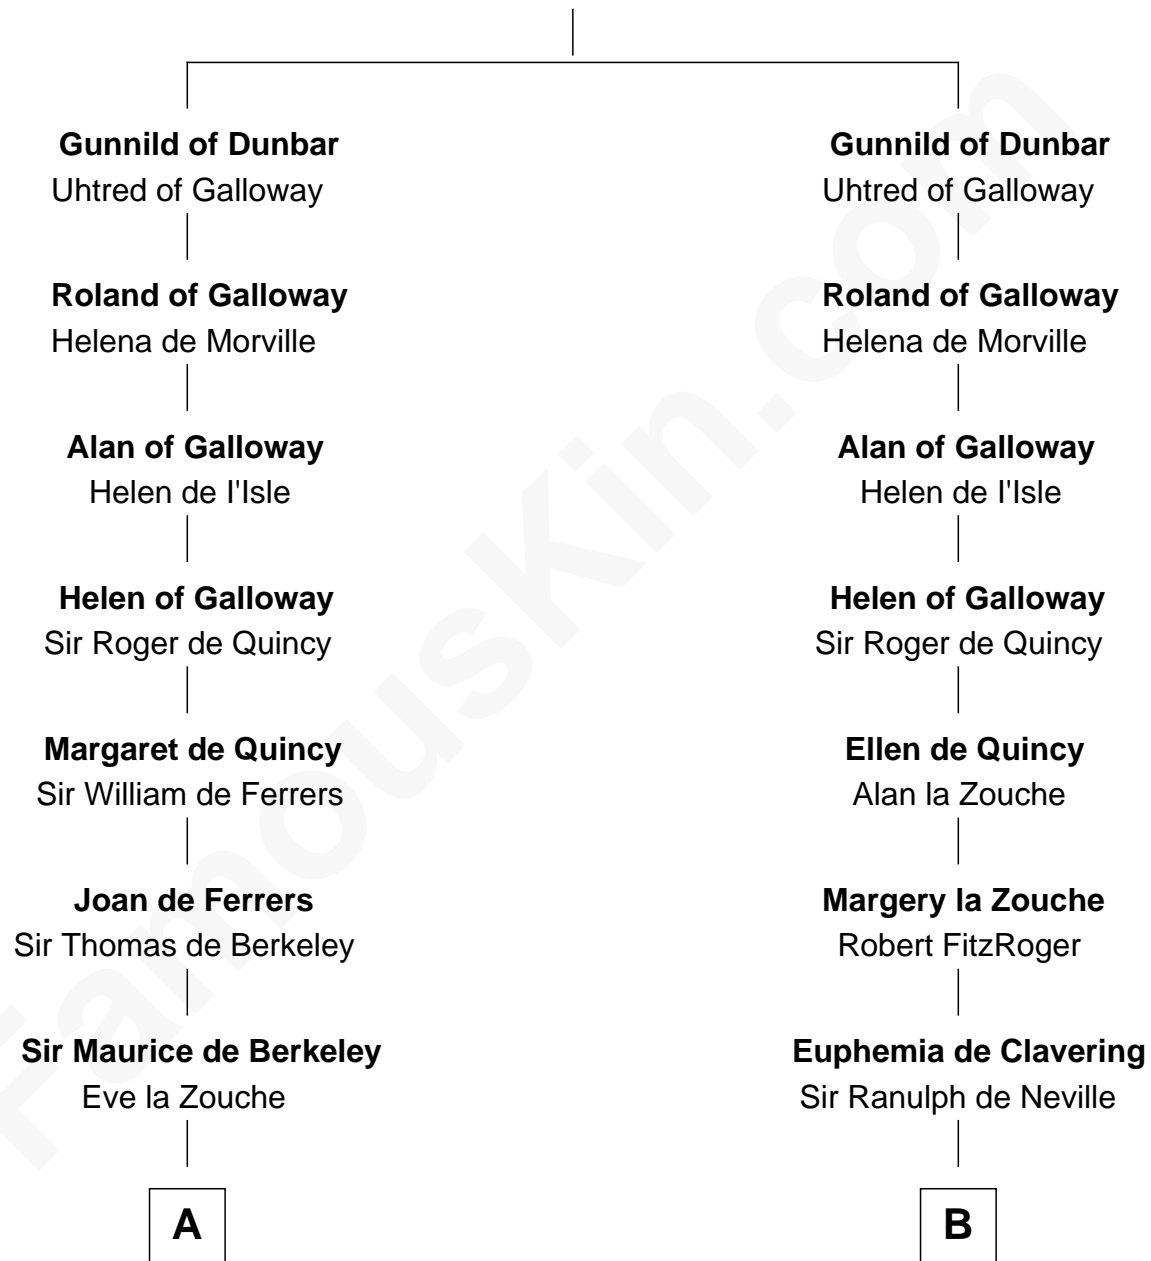 Gunnild of Dunbar
Uhtred of Galloway
Roland of Galloway
Helena de Morville
Alan of Galloway
Helen de I'Isle
Helen of Galloway
Sir Roger de Quincy
Margaret de Quincy
Sir William de Ferrers
Joan de Ferrers
Sir Thomas de Berkeley
Sir Maurice de Berkeley
Eve la Zouche
A
Gunnild of Dunbar
Uhtred of Galloway
Roland of Galloway
Helena de Morville
Alan of Galloway
Helen de I'Isle
Helen of Galloway
Sir Roger de Quincy
Ellen de Quincy
Alan la Zouche
Margery la Zouche
Robert FitzRoger
Euphemia de Clavering
Sir Ranulph de Neville
B
FamousKin.com